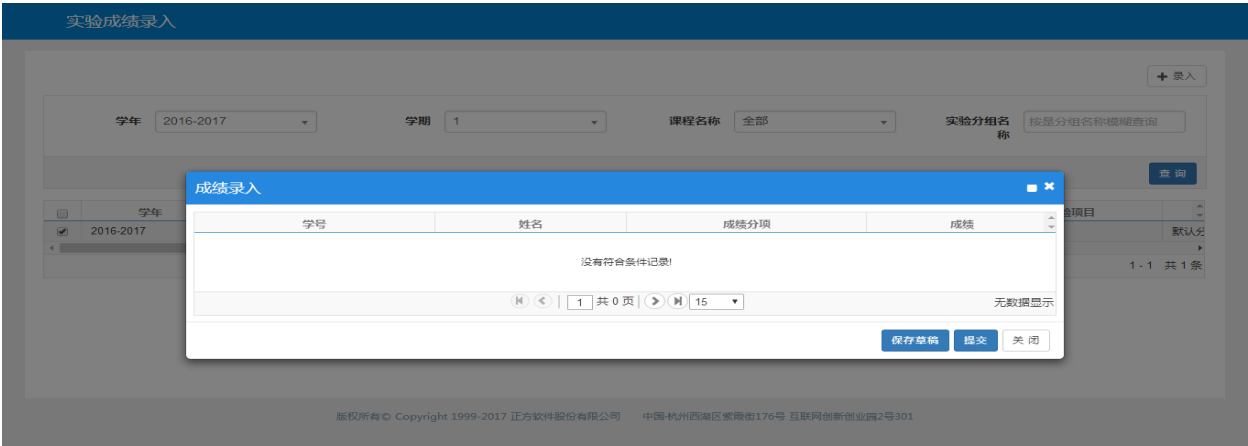 实验成绩录入
录入
学年 2016-2017 学期 1 课程名称 全部 实验分组名称 按是分组名称模糊查询
查 询
成绩录入
学年
验项目
学号 姓名 成绩分项 成绩
2016-2017
默认分
没有符合条件记录!
1 - 1 共 1 条
1 共 0 页 15 无数据显示
保存草稿 提交 关 闭
版权所有© Copyright 1999-2017 正方软件股份有限公司 中国·杭州西湖区紫霞街176号 互联网创新创业园2号301